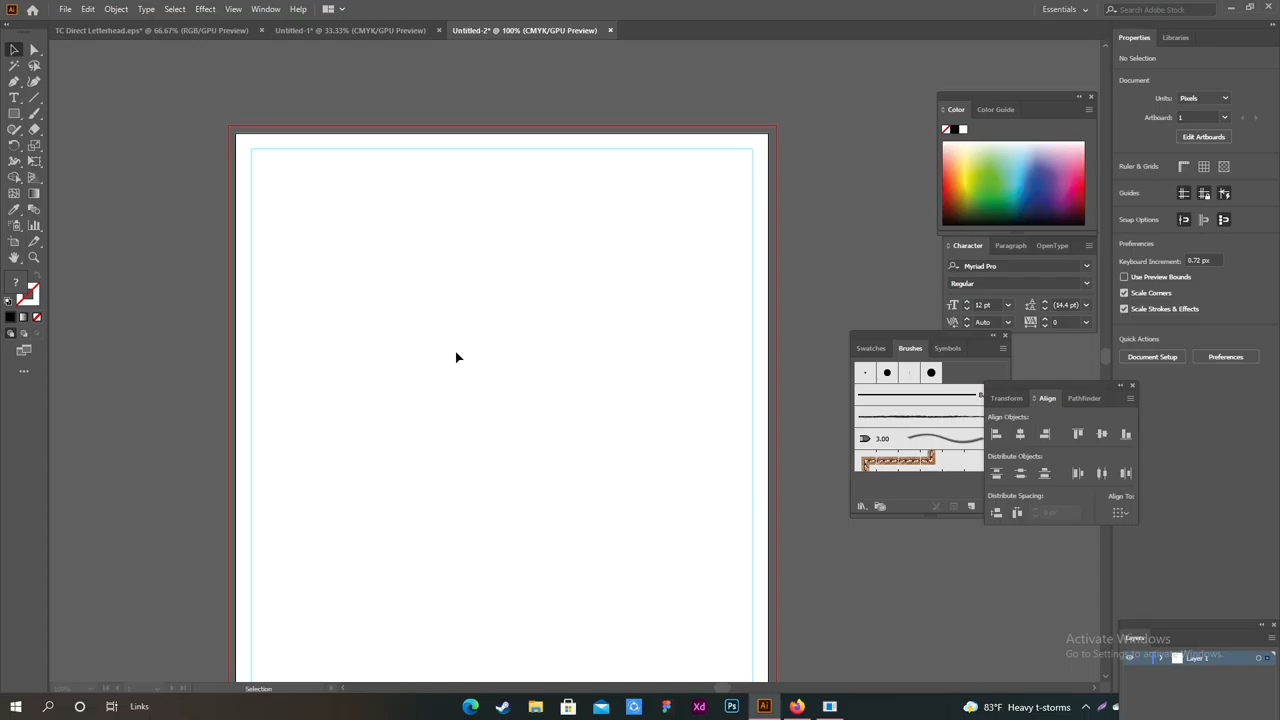 File Edit Object Type Select Effect View Window Help Essentials Search Adobe Stock
TC Direct Letterhead.eps* @ 66.67% (RGB/GPU Preview) × Untitled-1* @ 33.33% (CMYK/GPU Preview) × Untitled-2* @ 100% (CMYK/GPU Preview) ×
Properties Libraries
No Selection
Document
Units: Pixels
Artboard: 1
Edit Artboards
Ruler & Grids
Guides
Snap Options
Preferences
Keyboard Increment: 0.72 px
Use Preview Bounds
Scale Corners
Scale Strokes & Effects
Quick Actions
Document Setup Preferences
Color Color Guide
Character Paragraph OpenType
Myriad Pro
Regular
12 pt (14.4 pt)
Auto 0
Swatches Brushes Symbols
3.00
Transform Align Pathfinder
Align Objects:
Distribute Objects:
Distribute Spacing: Align To:
?
Layers
Layer 1
Activate Windows
Go to Settings to activate Windows.
Selection
Links
Ai
Xd
Ps
83°F Heavy t-storms